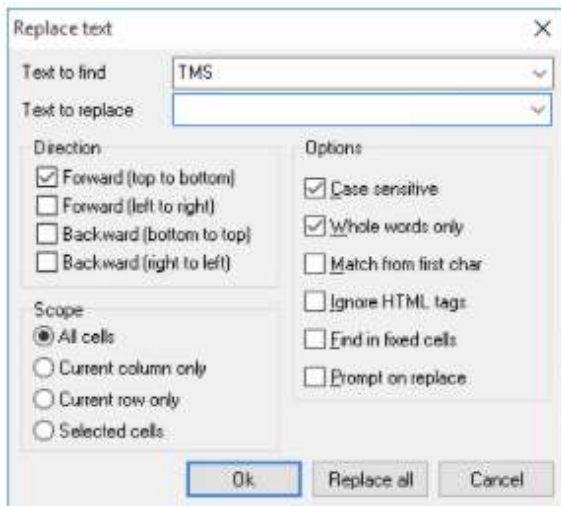 Replace text
Text to find
TMS
Text to replace
Direction
Forward (top to bottom)
Forward (left to right)
Backward (bottom to top)
Backward (right to left)
Scope
All cells
Current column only
Current row only
Selected cells
Options
Case sensitive
Whole words only
Match from first char
Ignore HTML tags
Find in fixed cells
Prompt on replace
Ok
Replace all
Cancel